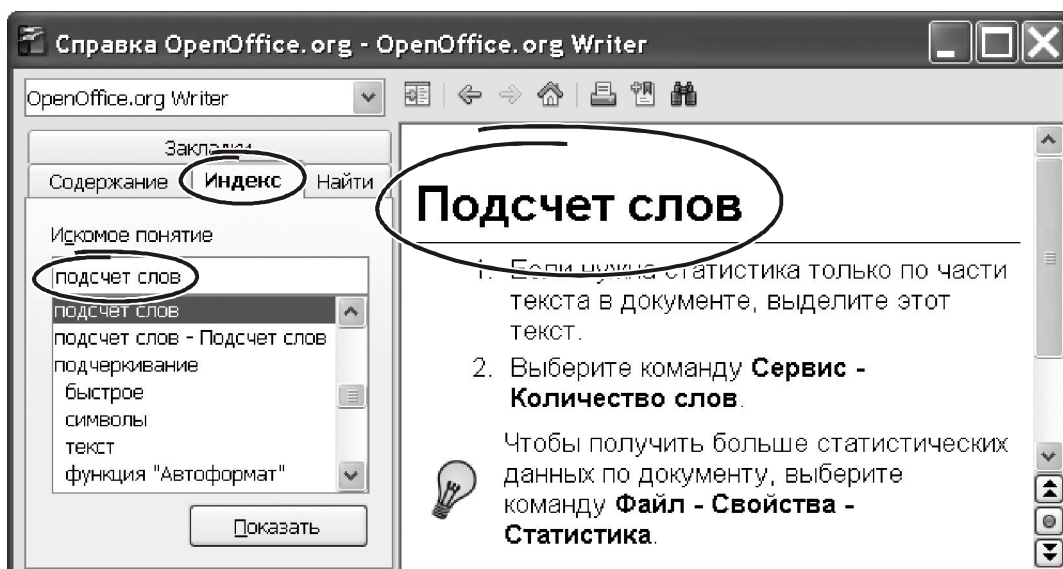 Справка OpenOffice.org - OpenOffice.org Writer
OpenOffice.org Writer
Закладки
Содержание
Индекс
Найти
Искомое понятие
подсчет слов
подсчет слов
подсчет слов - Подсчет слов
подчеркивание
быстрое
символы
текст
функция "Автоформат"
Показать
Подсчет слов
1. Если нужна статистика только по части
текста в документе, выделите этот
текст.
2. Выберите команду Сервис -
Количество слов.
Чтобы получить больше статистических
данных по документу, выберите
команду Файл - Свойства -
Статистика.